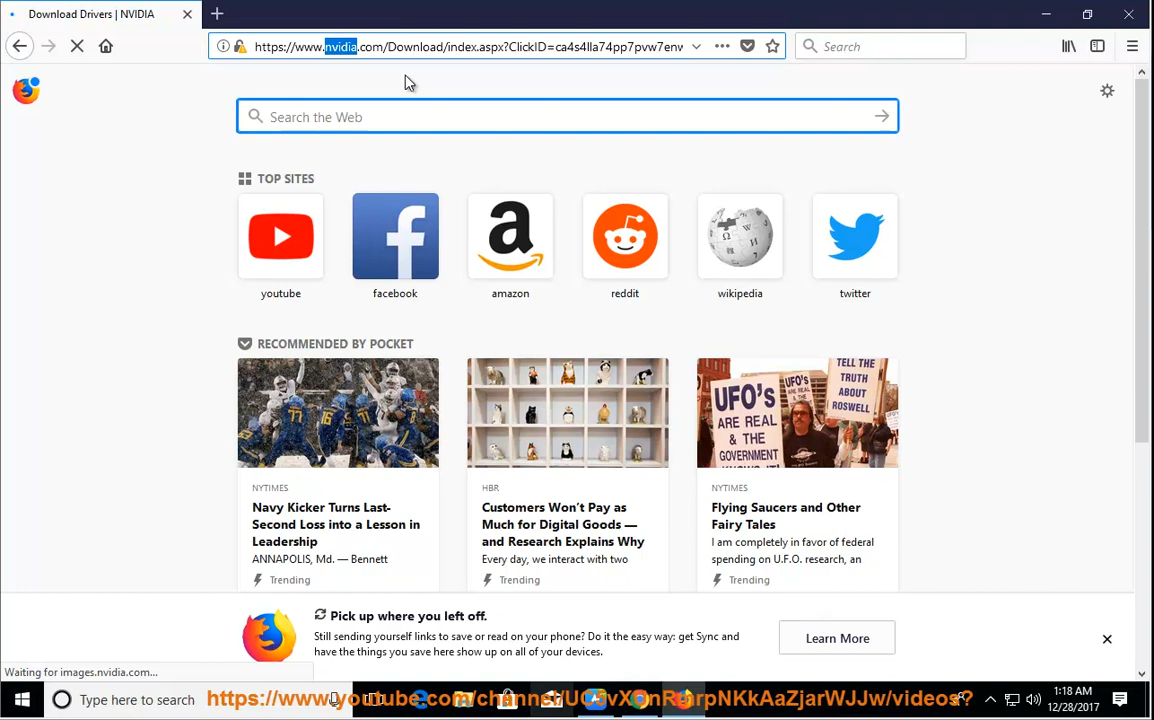 Download Drivers | NVIDIA
https://www.nvidia.com/Download/index.aspx?ClickID=ca4s4lla74pp7pvw7env
Search
Search the Web
TOP SITES
youtube
facebook
amazon
reddit
wikipedia
twitter
RECOMMENDED BY POCKET
77
16
71
UFO'S
ARE REAL
& THE
GOVERNMENT
TELL THE
TRUTH
ABOUT
ROSWELL
NYTIMES
Navy Kicker Turns Last-
Second Loss into a Lesson in
Leadership
ANNAPOLIS, Md. — Bennett
Trending
HBR
Customers Won't Pay as
Much for Digital Goods —
and Research Explains Why
Every day, we interact with two
Trending
NYTIMES
Flying Saucers and Other
Fairy Tales
I am completely in favor of federal
spending on U.F.O. research, an
Trending
Pick up where you left off.
Still sending yourself links to save or read on your phone? Do it the easy way: get Sync and
have the things you save here show up on all of your devices.
Learn More
Waiting for images.nvidia.com...
Type here to search
1:18 AM
12/28/2017